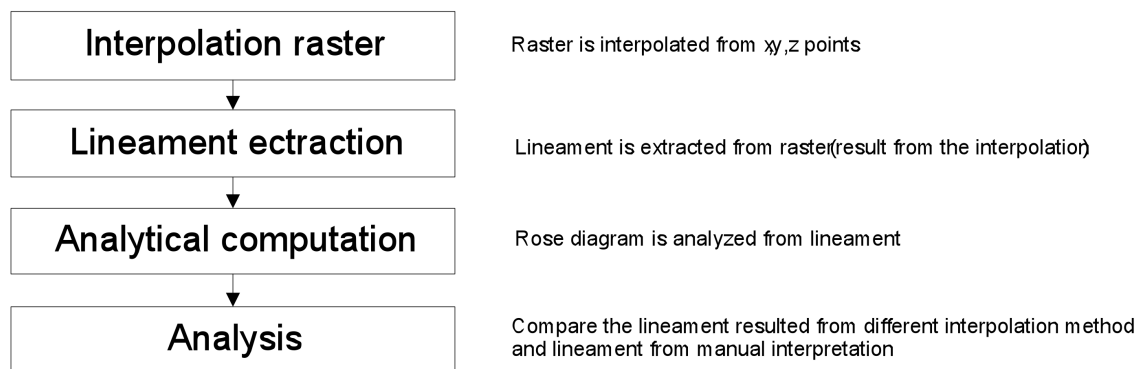 Interpolation raster
Raster is interpolated from x,y,z points
Lineament ectraction
Lineament is extracted from raster(result from the interpolation)
Analytical computation
Rose diagram is analyzed from lineament
Analysis
Compare the lineament resulted from different interpolation method
and lineament from manual interpretation